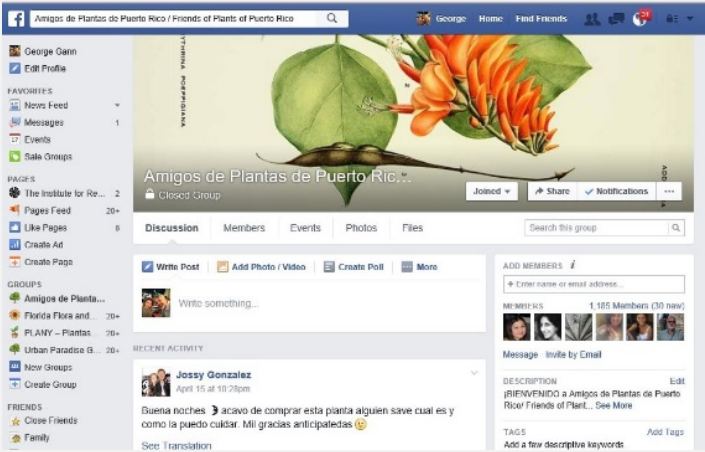 Amigos de Plantas de Puerto Rico / Friends of Plants of Puerto Rico
George Home Find Friends
George Gann
Edit Profile
FAVORITES
News Feed
Messages 1
Events
Sale Groups
PAGES
The Institute for Re... 2
Pages Feed 20+
Like Pages 8
Create Ad
Create Page
GROUPS
Amigos de Planta...
Florida Flora and... 20+
PLANY – Plantas... 20+
Urban Paradise G... 20+
New Groups
Create Group
FRIENDS
Close Friends
Family
ERYTHRINA POEPPIGIANA
Amigos de Plantas de Puerto Ric...
Closed Group
Joined Share Notifications ...
Discussion Members Events Photos Files
Search this group
Write Post Add Photo / Video Create Poll More
Write something...
RECENT ACTIVITY
Jossy Gonzalez
April 15 at 10:28pm
Buena noches acavo de comprar esta planta alguien save cual es y
como la puedo cuidar. Mil gracias anticipatedas
See Translation
ADD MEMBERS i
+ Enter name or email address...
MEMBERS 1,185 Members (30 new)
Message Invite by Email
DESCRIPTION Edit
¡BIENVENIDO a Amigos de Plantas de Puerto
Rico/ Friends of Plant... See More
TAGS Add Tags
Add a few descriptive keywords.